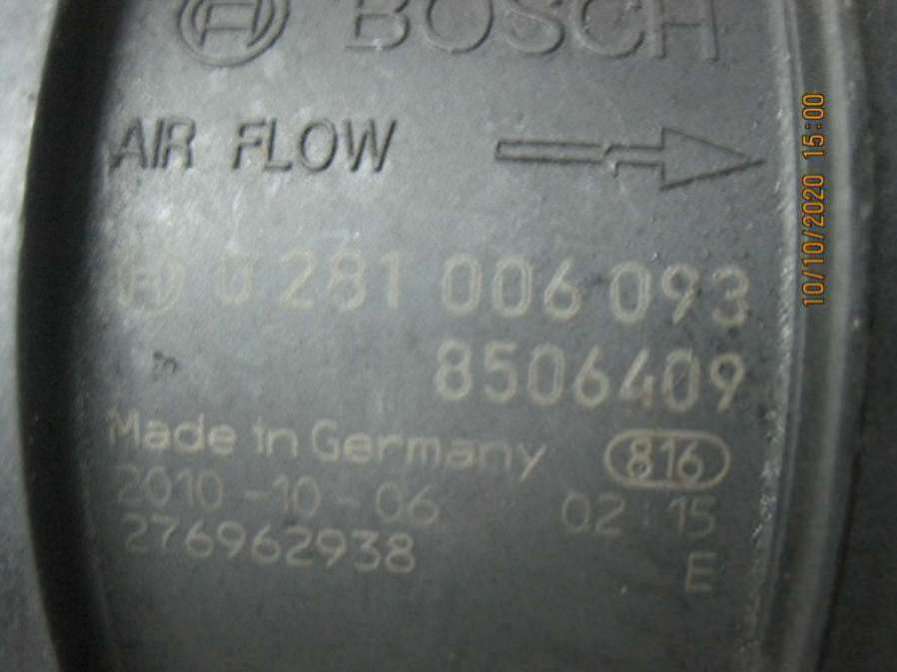 BOSCH
AIR FLOW
0 281 006 093
8506409
Made in Germany 816
2010-10-06 02:15
276962938
E
10/10/2020 15:00